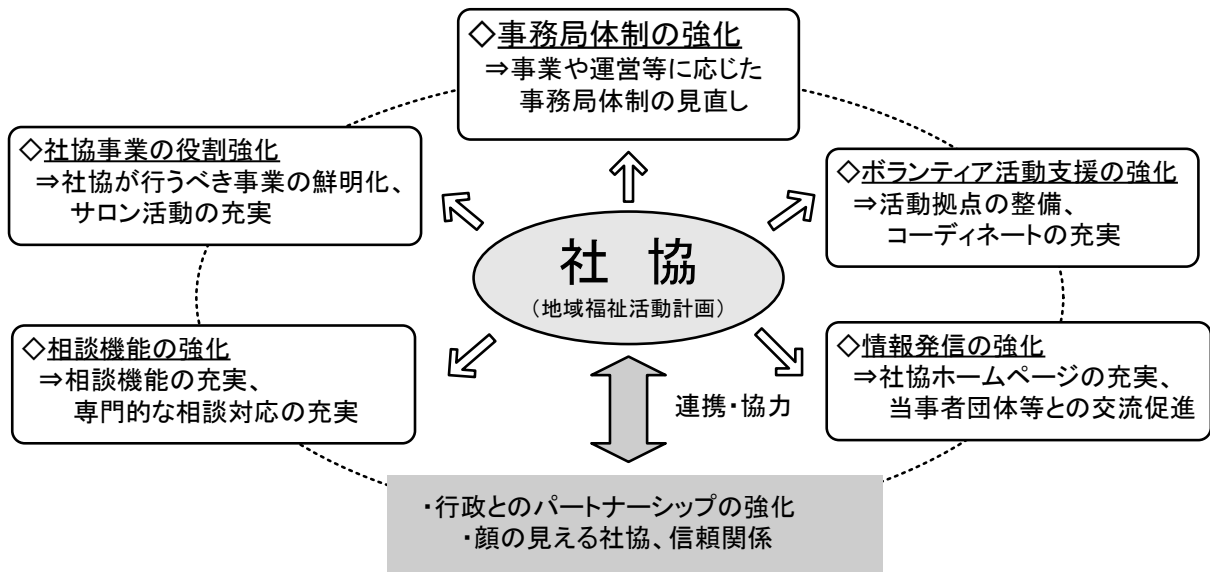 ◇事務局体制の強化
⇒事業や運営等に応じた
事務局体制の見直し
◇社協事業の役割強化
⇒社協が行うべき事業の鮮明化、
サロン活動の充実
◇ボランティア活動支援の強化
⇒活動拠点の整備、
コーディネートの充実
社 協
（地域福祉活動計画）
◇相談機能の強化
⇒相談機能の充実、
専門的な相談対応の充実
◇情報発信の強化
⇒社協ホームページの充実、
当事者団体等との交流促進
連携・協力
・行政とのパートナーシップの強化
・顔の見える社協、信頼関係